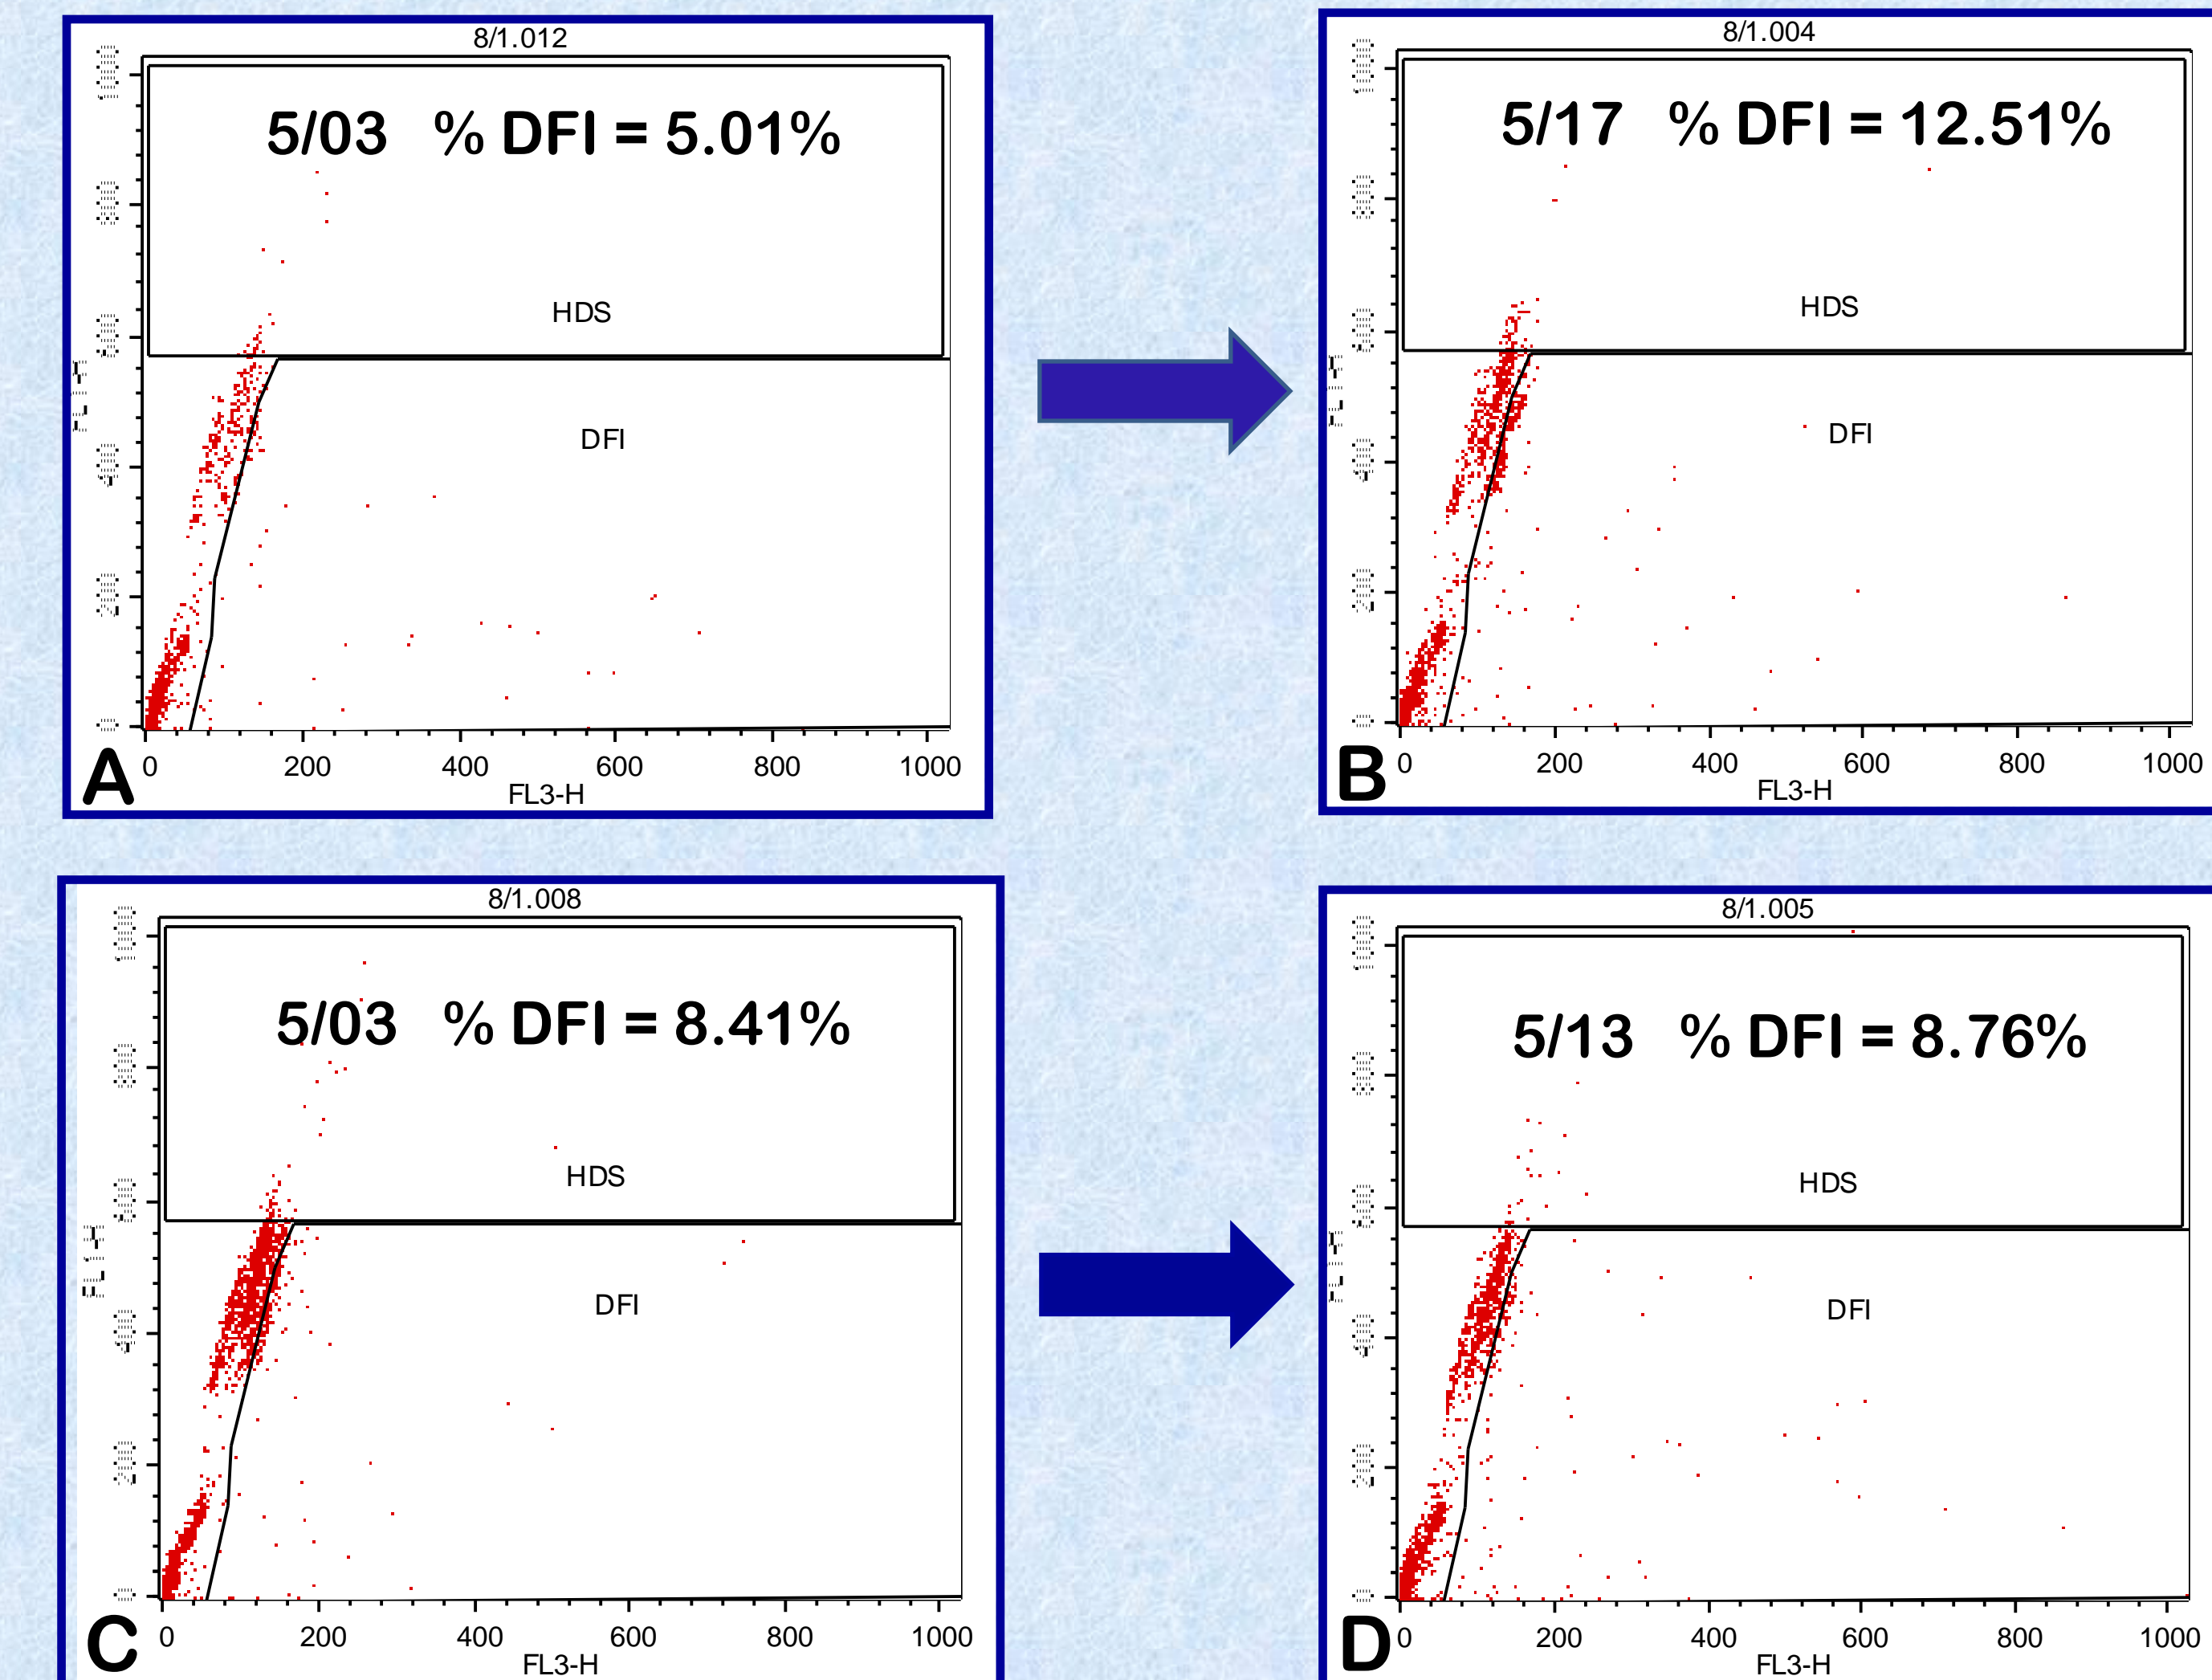 8/1.012
5/03 % DFI = 5.01%
HDS
DFI
A
0 200 400 600 800 1000
FL3-H
8/1.004
5/17 % DFI = 12.51%
HDS
DFI
B
0 200 400 600 800 1000
FL3-H
8/1.008
5/03 % DFI = 8.41%
HDS
DFI
C
0 200 400 600 800 1000
FL3-H
8/1.005
5/13 % DFI = 8.76%
HDS
DFI
D
0 200 400 600 800 1000
FL3-H